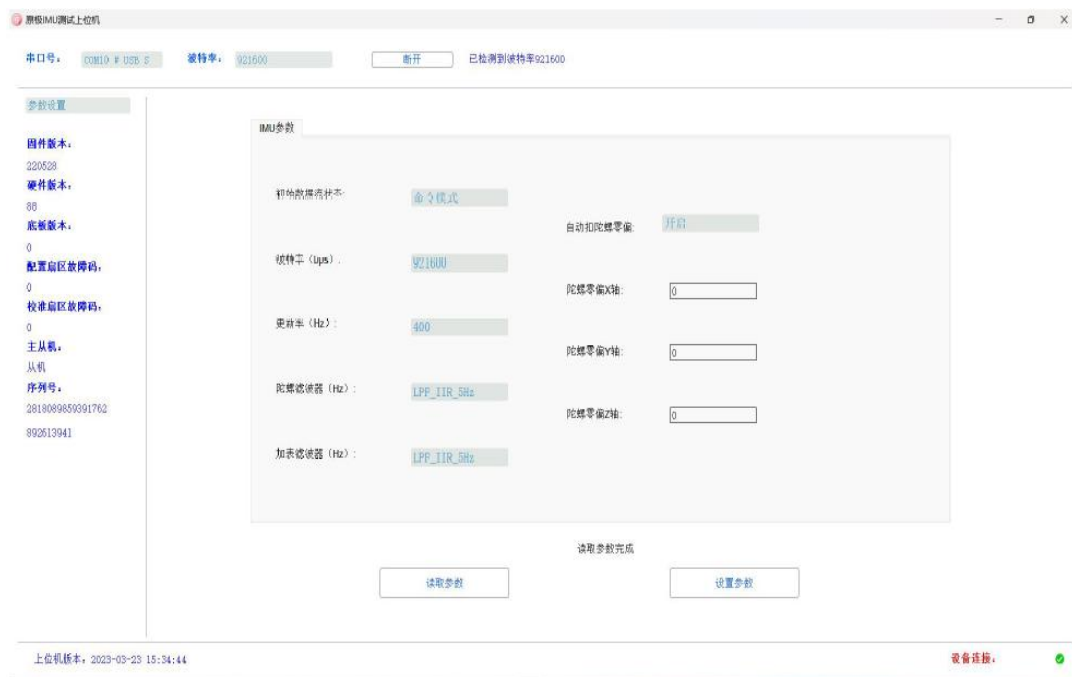 原极IMU测试上位机
串口号: COM10 # USB S 波特率: 921600 断开 已检测到波特率921600
参数设置
固件版本:
220528
硬件版本:
88
底板版本:
0
配置扇区故障码:
0
校准扇区故障码:
0
主从机:
从机
序列号:
2818089859391762
892613941
IMU参数
初始数据流状态: 命令模式
波特率（bps）: 921600
更新率（Hz）: 400
陀螺滤波器（Hz）: LPF_IIR_5Hz
加表滤波器（Hz）: LPF_IIR_5Hz
自动扣陀螺零偏: 开启
陀螺零偏X轴: 0
陀螺零偏Y轴: 0
陀螺零偏Z轴: 0
读取参数完成
读取参数 设置参数
上位机版本: 2023-03-23 15:34:44 设备连接: